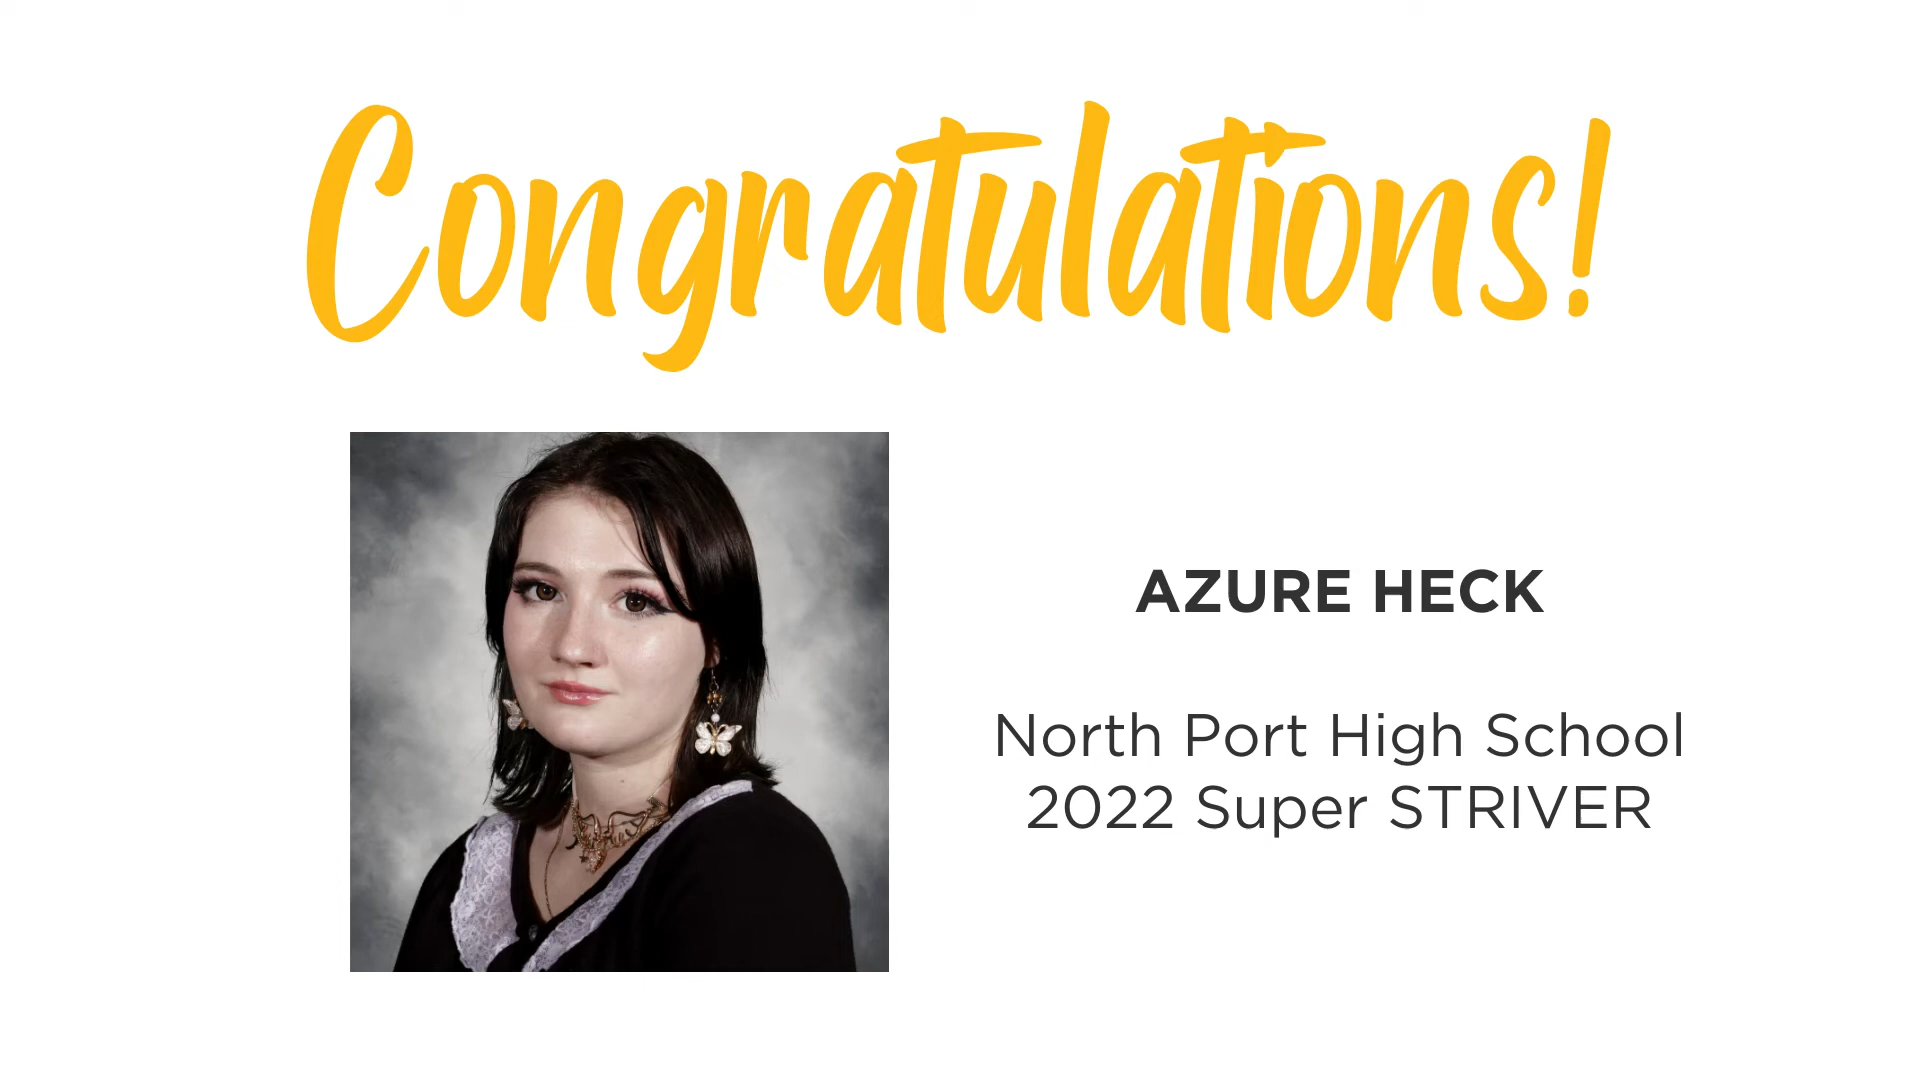 Congratulations!
AZURE HECK
North Port High School
2022 Super STRIVER